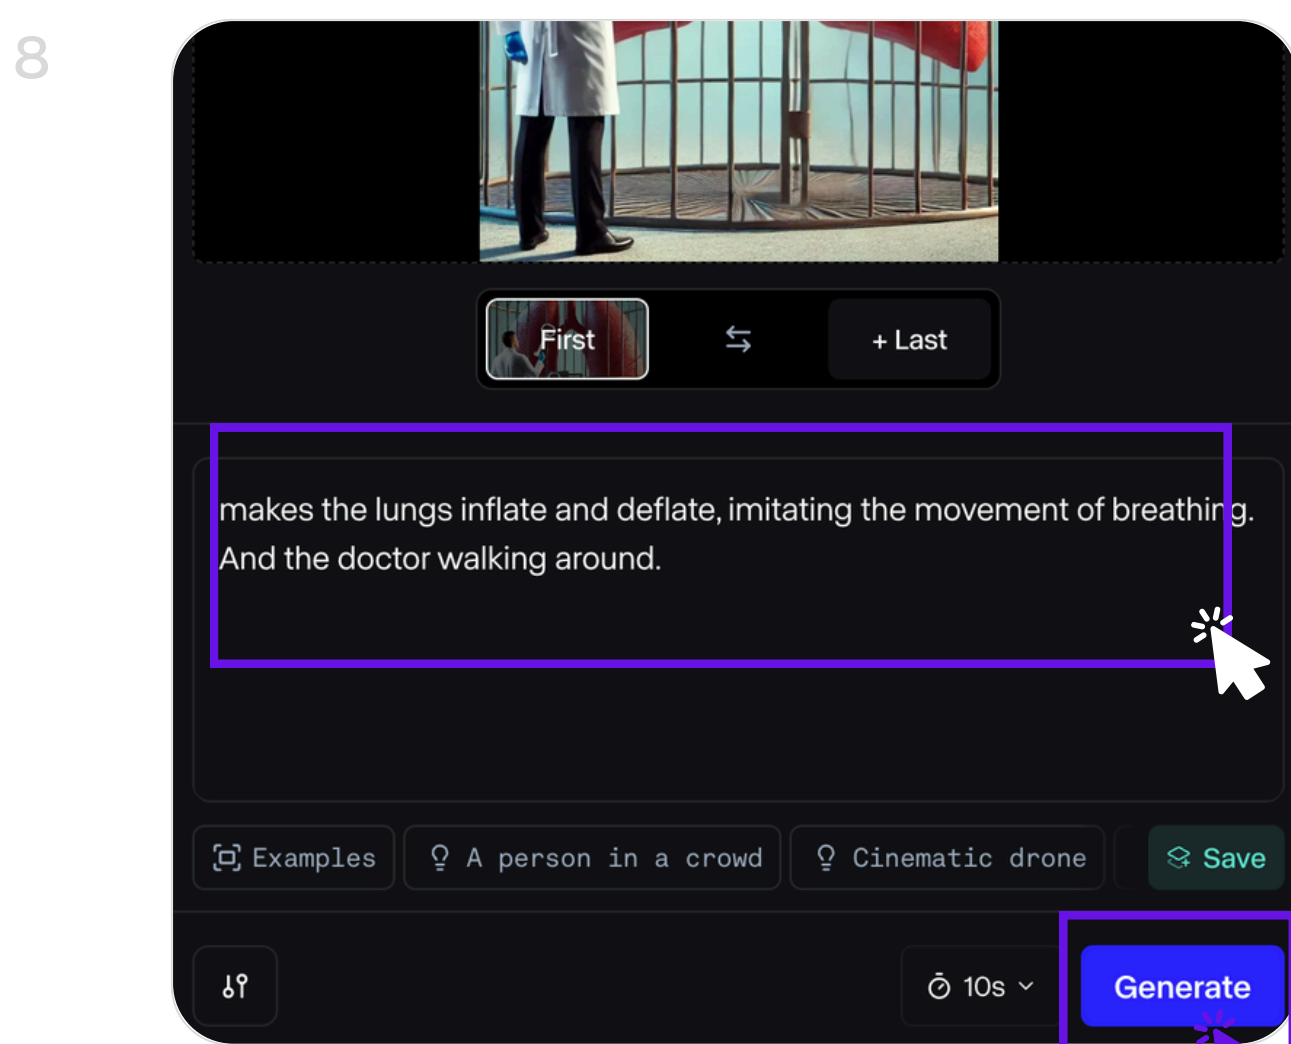 8
First
+ Last
makes the lungs inflate and deflate, imitating the movement of breathing.
And the doctor walking around.
Examples
A person in a crowd
Cinematic drone
Save
10s
Generate